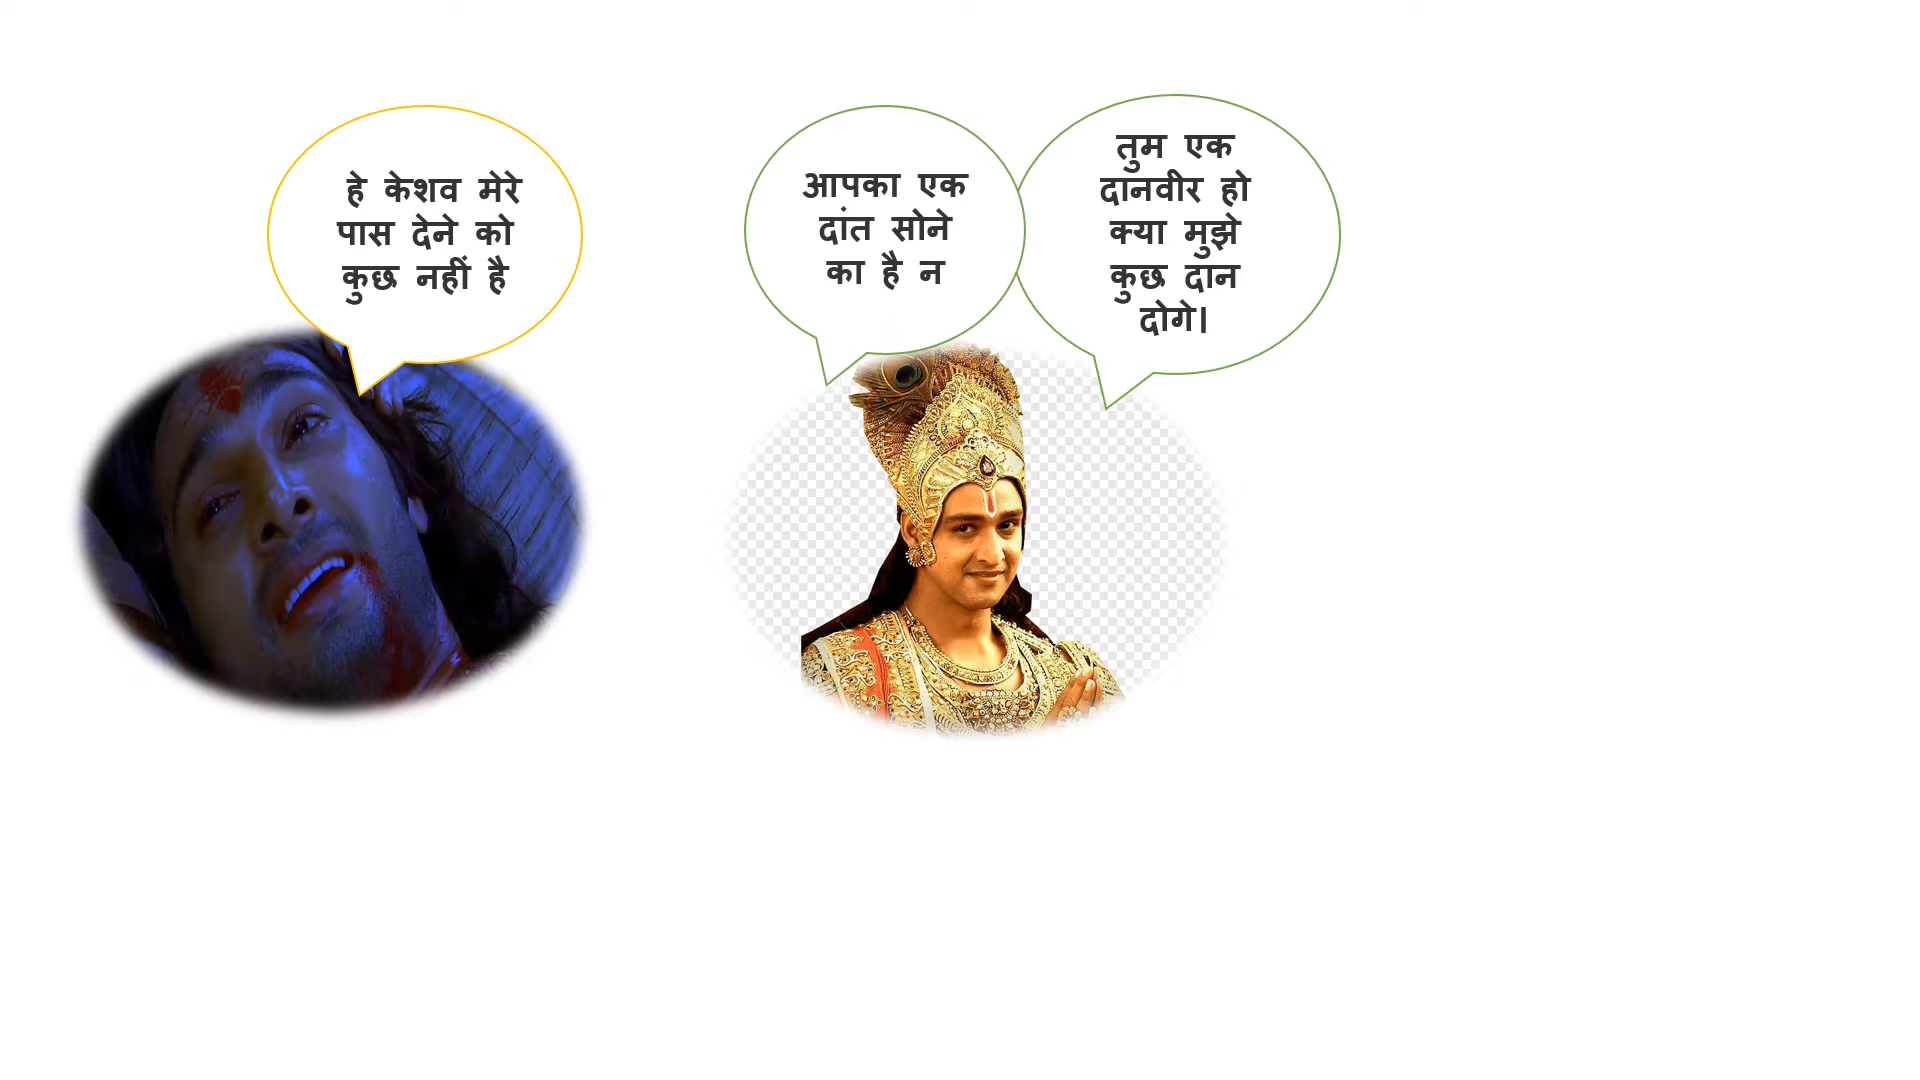 हे केशव मेरे
पास देने को
कुछ नहीं है
आपका एक
दांत सोने
का है न
तुम एक
दानवीर हो
क्या मुझे
कुछ दान
दोगे।